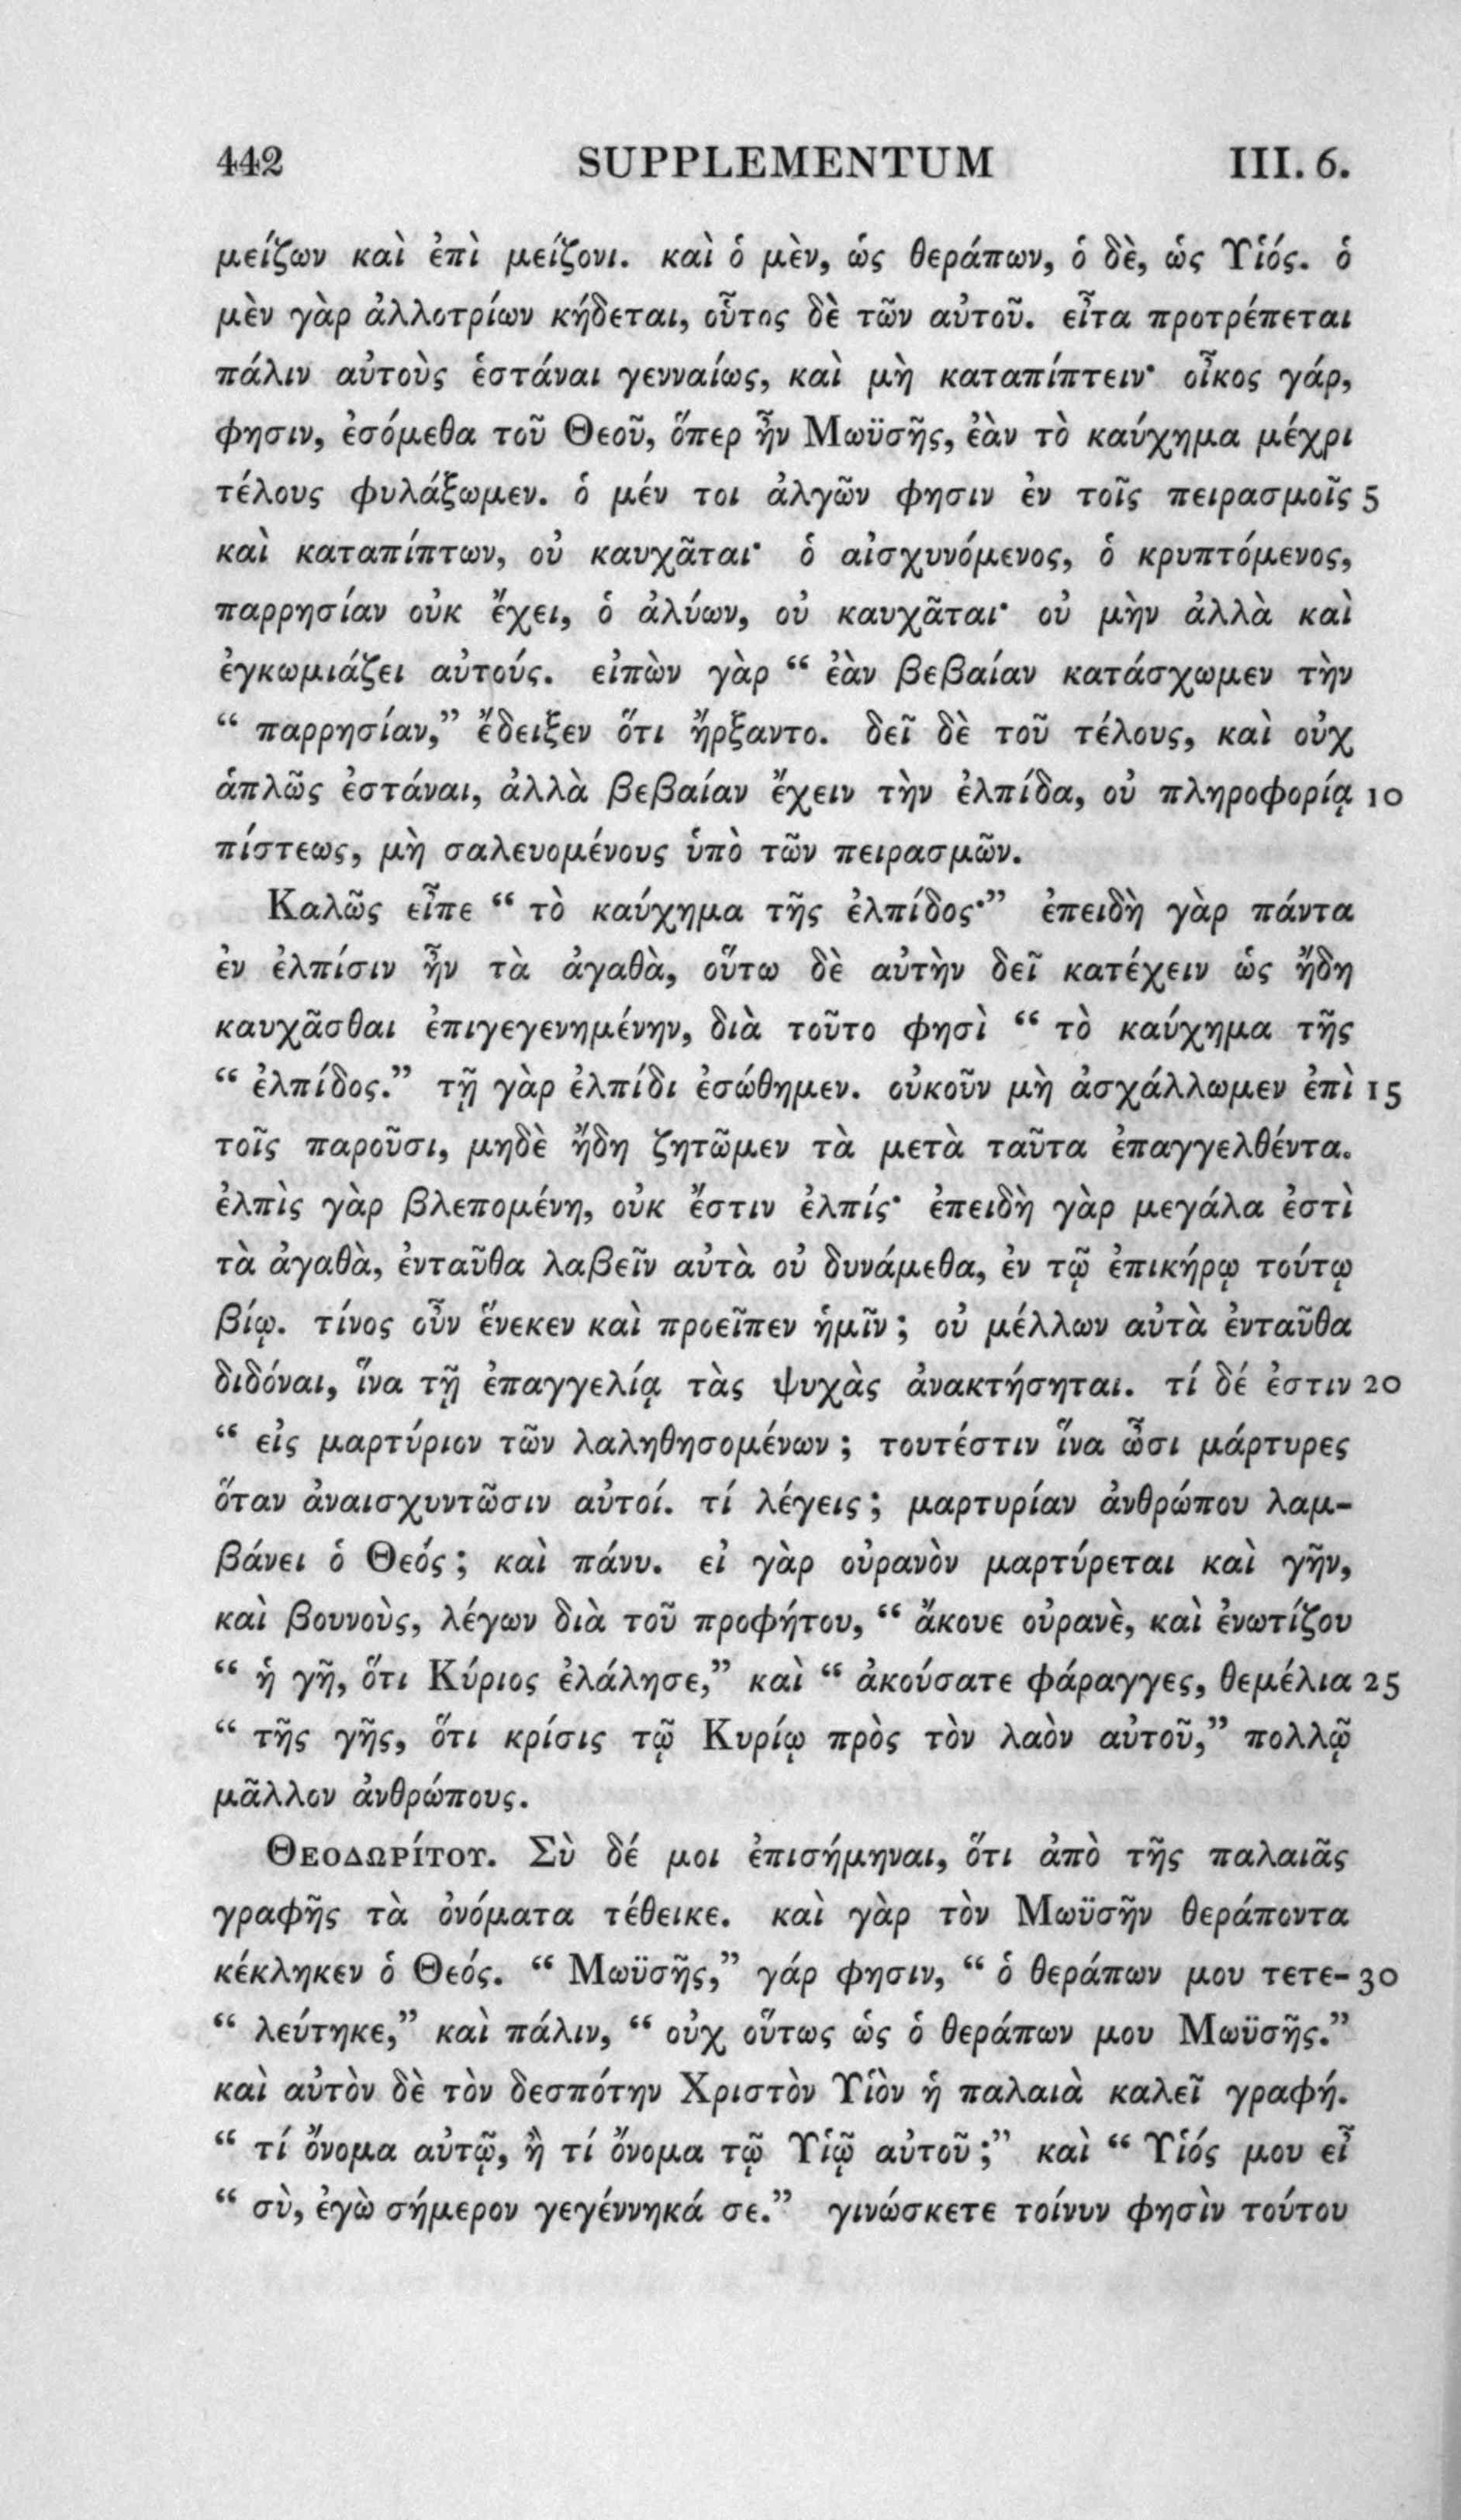 442 SUPPLEMENTUM III. 6.
μείζων καὶ ἐπὶ μείζονι. καὶ ὁ μὲν, ὡς θεράπων, ὁ δὲ, ὡς Υἱός. ὁ
μὲν γὰρ ἀλλοτρίων κήδεται, οὗτος δὲ τῶν αὐτοῦ. εἶτα προτρέπεται
πάλιν αὐτοὺς ἑστάναι γενναίως, καὶ μὴ καταπίπτειν· οἶκος γάρ,
φησιν, ἐσόμεθα τοῦ Θεοῦ, ὅπερ ἦν Μωϋσῆς, ἐὰν τὸ καύχημα μέχρι
τέλους φυλάξωμεν. ὁ μέν τοι ἀλγῶν φησιν ἐν τοῖς πειρασμοῖς 5
καὶ καταπίπτων, οὐ καυχᾶται· ὁ αἰσχυνόμενος, ὁ κρυπτόμενος,
παρρησίαν οὐκ ἔχει, ὁ ἀλύων, οὐ καυχᾶται· οὐ μὴν ἀλλὰ καὶ
ἐγκωμιάζει αὐτούς. εἰπὼν γὰρ “ ἐὰν βεβαίαν κατάσχωμεν τὴν
“ παρρησίαν,” ἔδειξεν ὅτι ἤρξαντο. δεῖ δὲ τοῦ τέλους, καὶ οὐχ
ἁπλῶς ἑστάναι, ἀλλὰ βεβαίαν ἔχειν τὴν ἐλπίδα, οὐ πληροφορίᾳ 10
πίστεως, μὴ σαλευομένους ὑπὸ τῶν πειρασμῶν.
Καλῶς εἶπε “ τὸ καύχημα τῆς ἐλπίδος·” ἐπειδὴ γὰρ πάντα
ἐν ἐλπίσιν ἦν τὰ ἀγαθὰ, οὕτω δὲ αὐτὴν δεῖ κατέχειν ὡς ἤδη
καυχᾶσθαι ἐπιγεγενημένην, διὰ τοῦτο φησὶ “ τὸ καύχημα τῆς
“ ἐλπίδος.” τῇ γὰρ ἐλπίδι ἐσώθημεν. οὐκοῦν μὴ ἀσχάλλωμεν ἐπὶ 15
τοῖς παροῦσι, μηδὲ ἤδη ζητῶμεν τὰ μετὰ ταῦτα ἐπαγγελθέντα.
ἐλπὶς γὰρ βλεπομένη, οὐκ ἔστιν ἐλπίς· ἐπειδὴ γὰρ μεγάλα ἐστὶ
τὰ ἀγαθὰ, ἐνταῦθα λαβεῖν αὐτὰ οὐ δυνάμεθα, ἐν τῷ ἐπικήρῳ τούτῳ
βίῳ. τίνος οὖν ἕνεκεν καὶ προεῖπεν ἡμῖν ; οὐ μέλλων αὐτὰ ἐνταῦθα
διδόναι, ἵνα τῇ ἐπαγγελίᾳ τὰς ψυχὰς ἀνακτήσηται. τί δέ ἐστιν 20
“ εἰς μαρτύριον τῶν λαληθησομένων ; τουτέστιν ἵνα ὦσι μάρτυρες
ὅταν ἀναισχυντῶσιν αὐτοί. τί λέγεις ; μαρτυρίαν ἀνθρώπου λαμ-
βάνει ὁ Θεός ; καὶ πάνυ. εἰ γὰρ οὐρανὸν μαρτύρεται καὶ γῆν,
καὶ βουνοὺς, λέγων διὰ τοῦ προφήτου, “ ἄκουε οὐρανὲ, καὶ ἐνωτίζου
“ ἡ γῆ, ὅτι Κύριος ἐλάλησε,” καὶ “ ἀκούσατε φάραγγες, θεμέλια 25
“ τῆς γῆς, ὅτι κρίσις τῷ Κυρίῳ πρὸς τὸν λαὸν αὐτοῦ,” πολλῷ
μᾶλλον ἀνθρώπους.
ΘΕΟΔΩΡΊΤΟΥ. Σὺ δέ μοι ἐπισήμηναι, ὅτι ἀπὸ τῆς παλαιᾶς
γραφῆς τὰ ὀνόματα τέθεικε. καὶ γὰρ τὸν Μωϋσῆν θεράποντα
κέκληκεν ὁ Θεός. “ Μωϋσῆς,” γάρ φησιν, “ ὁ θεράπων μου τετε- 30
“ λεύτηκε,” καὶ πάλιν, “ οὐχ οὕτως ὡς ὁ θεράπων μου Μωϋσῆς.”
καὶ αὐτὸν δὲ τὸν δεσπότην Χριστὸν Υἱὸν ἡ παλαιὰ καλεῖ γραφή.
“ τί ὄνομα αὐτῷ, ἢ τί ὄνομα τῷ Υἱῷ αὐτοῦ ;” καὶ “ Υἱός μου εἶ
“ σὺ, ἐγὼ σήμερον γεγέννηκά σε.” γινώσκετε τοίνυν φησὶν τούτου